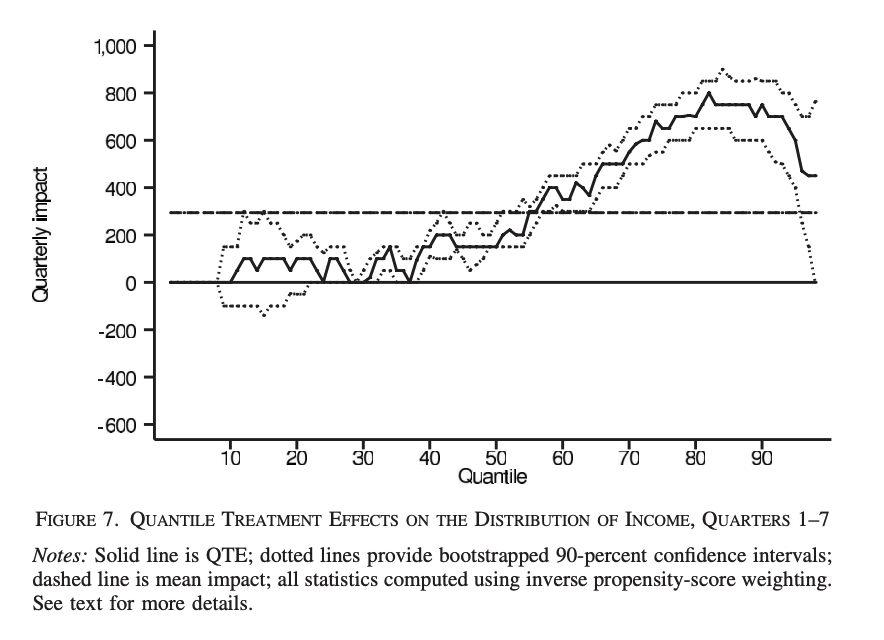 1,000
800
600
400
200
0
-200
-400
-600
Quarterly impact
10 20 30 40 50 60 70 80 90
Quantile
FIGURE 7. QUANTILE TREATMENT EFFECTS ON THE DISTRIBUTION OF INCOME, QUARTERS 1–7
Notes: Solid line is QTE; dotted lines provide bootstrapped 90-percent confidence intervals;
dashed line is mean impact; all statistics computed using inverse propensity-score weighting.
See text for more details.